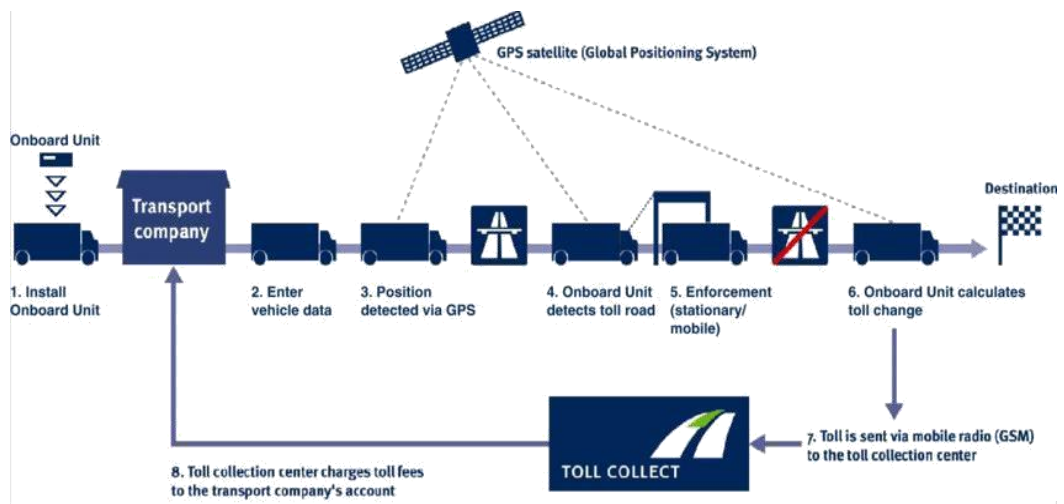 GPS satellite (Global Positioning System)
Onboard Unit
Transport
company
Destination
1. Install
Onboard Unit
2. Enter
vehicle data
3. Position
detected via GPS
4. Onboard Unit
detects toll road
5. Enforcement
(stationary/
mobile)
6. Onboard Unit calculates
toll change
7. Toll is sent via mobile radio (GSM)
to the toll collection center
TOLL COLLECT
8. Toll collection center charges toll fees
to the transport company's account